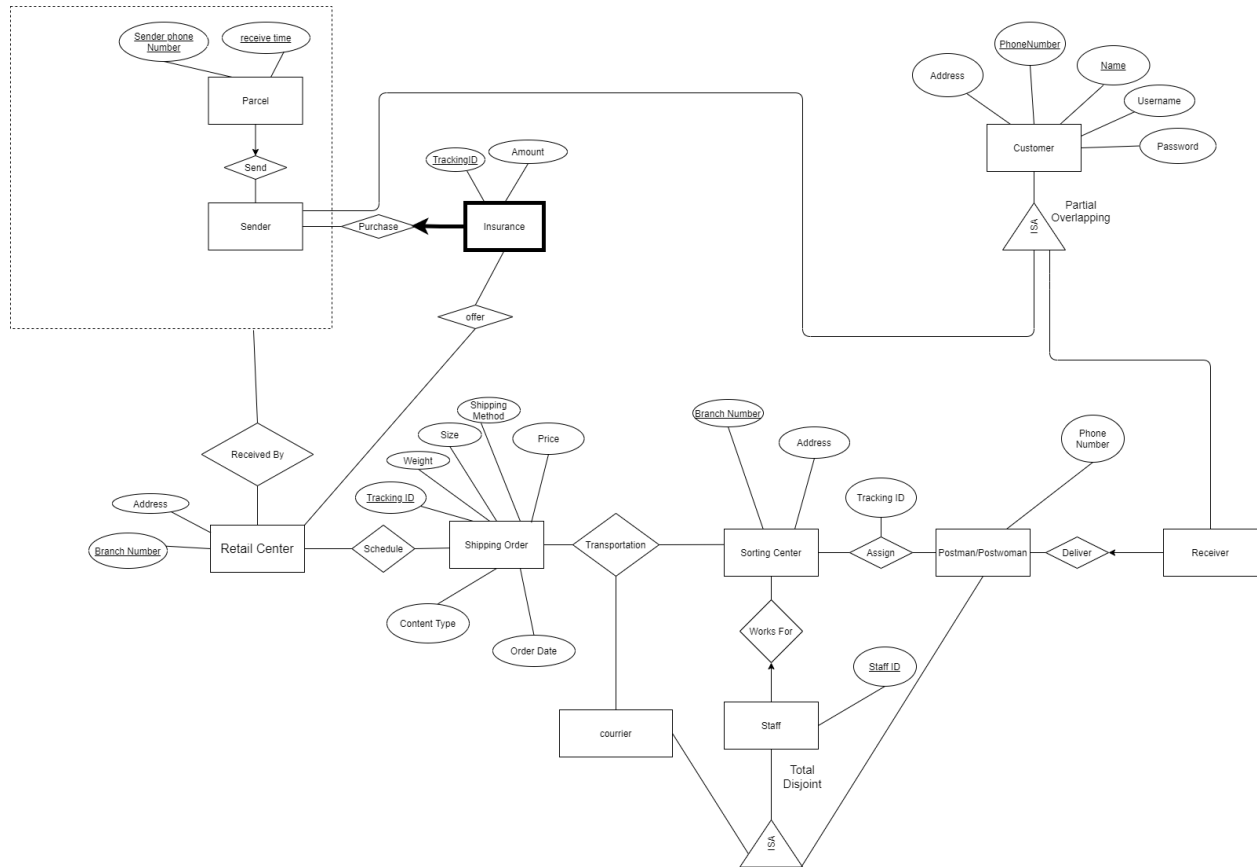 Sender phone
Number
receive time
Parcel
Send
Sender
Purchase
TrackingID
Amount
Insurance
offer
PhoneNumber
Address
Name
Username
Password
Customer
ISA
Partial
Overlapping
Received By
Address
Branch Number
Retail Center
Schedule
Shipping
Method
Size
Weight
Price
Tracking ID
Shipping Order
Content Type
Order Date
Transportation
Branch Number
Address
Sorting Center
Tracking ID
Assign
Phone
Number
Postman/Postwoman
Deliver
Receiver
Works For
Staff ID
Staff
courrier
Total
Disjoint
ISA